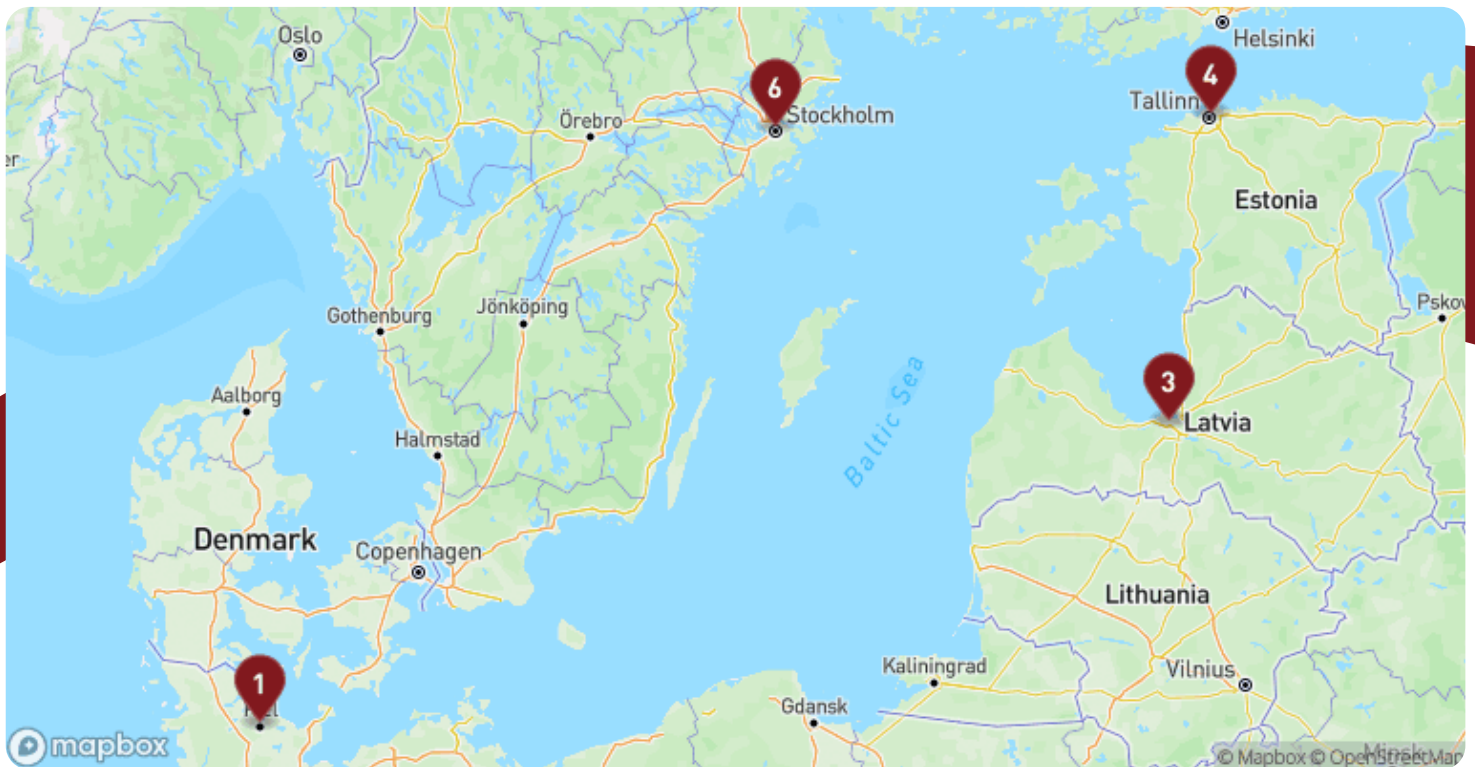 Oslo
Helsinki
4
6
Tallinn
Stockholm
Örebro
er
Estonia
Jönköping
Gothenburg
Pskov
Baltic Sea
3
Aalborg
Latvia
Halmstad
Denmark
Copenhagen
Lithuania
Kaliningrad
Vilnius
1
Gdansk
mapbox
© Mapbox © OpenStreetMap